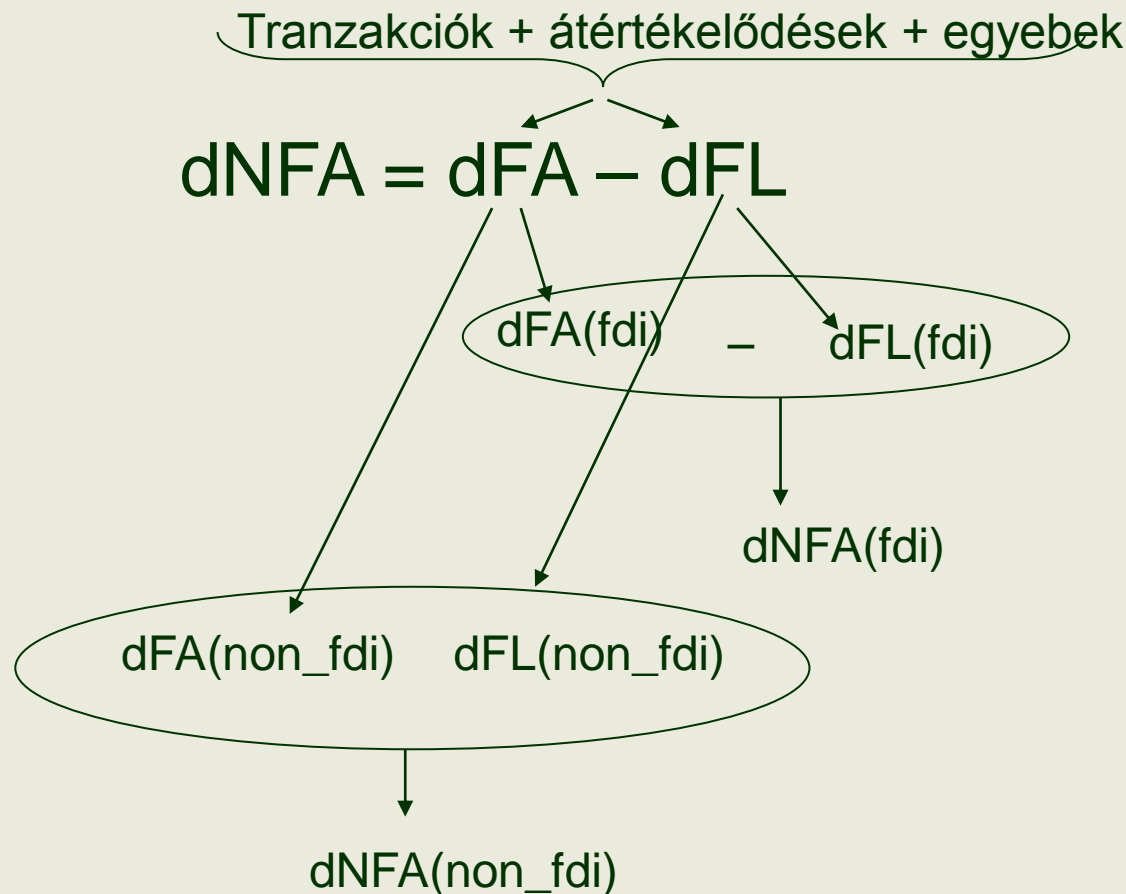 Tranzakciók + átértékelődések + egyebek
dNFA = dFA – dFL
dFA(fdi) – dFL(fdi)
dNFA(fdi)
dFA(non_fdi) dFL(non_fdi)
dNFA(non_fdi)